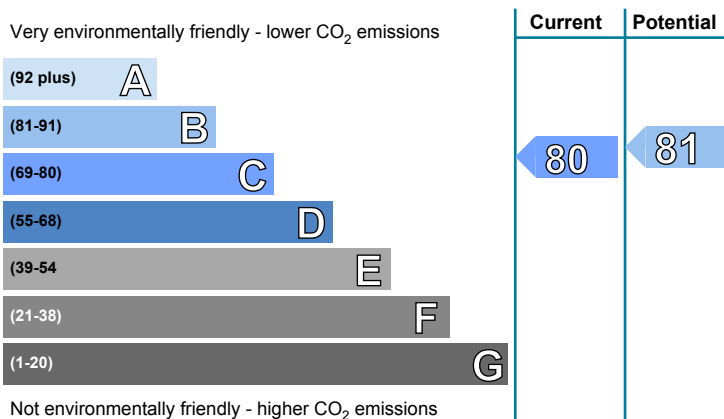 Current Potential
Very environmentally friendly - lower CO2 emissions
(92 plus) A
(81-91) B
(69-80) C
80
81
(55-68) D
(39-54 E
(21-38) F
(1-20) G
Not environmentally friendly - higher CO2 emissions